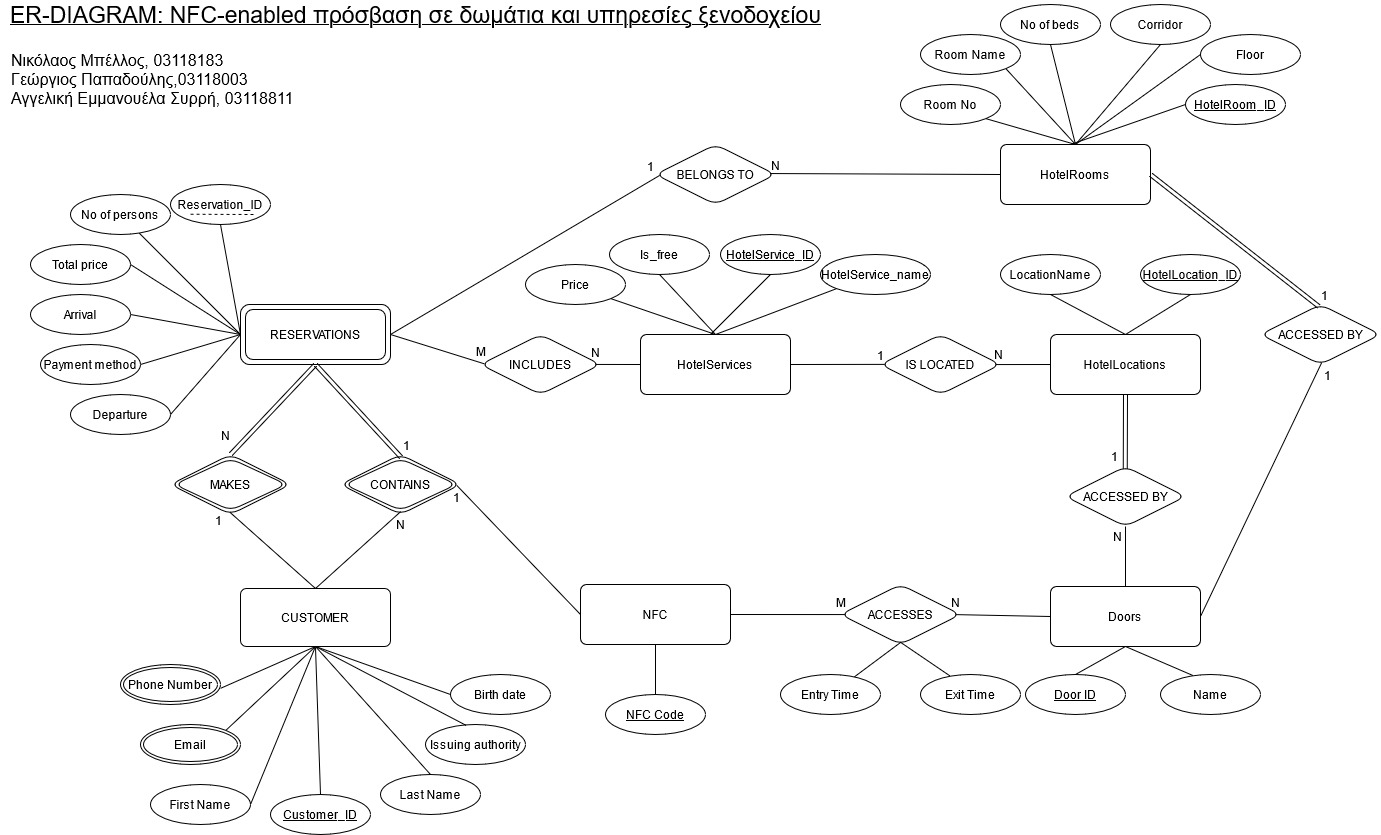 ER-DIAGRAM: NFC-enabled πρόσβαση σε δωμάτια και υπηρεσίες ξενοδοχείου
Νικόλαος Μπέλλος, 03118183
Γεώργιος Παπαδούλης,03118003
Αγγελική Εμμανουέλα Συρρή, 03118811
No of beds
Corridor
Room Name
Floor
Room No
HotelRoom_ID
HotelRooms
1
BELONGS TO
N
Reservation_ID
No of persons
Total price
Arrival
Payment method
Departure
RESERVATIONS
Is_free
HotelService_ID
HotelService_name
Price
LocationName
HotelLocation_ID
1
ACCESSED BY
1
M
INCLUDES
N
HotelServices
1
IS LOCATED
N
HotelLocations
N
MAKES
1
1
CONTAINS
1
N
1
ACCESSED BY
N
CUSTOMER
NFC
M
ACCESSES
N
Doors
Phone Number
Birth date
Email
Issuing authority
First Name
Customer_ID
Last Name
NFC Code
Entry Time
Exit Time
Door ID
Name